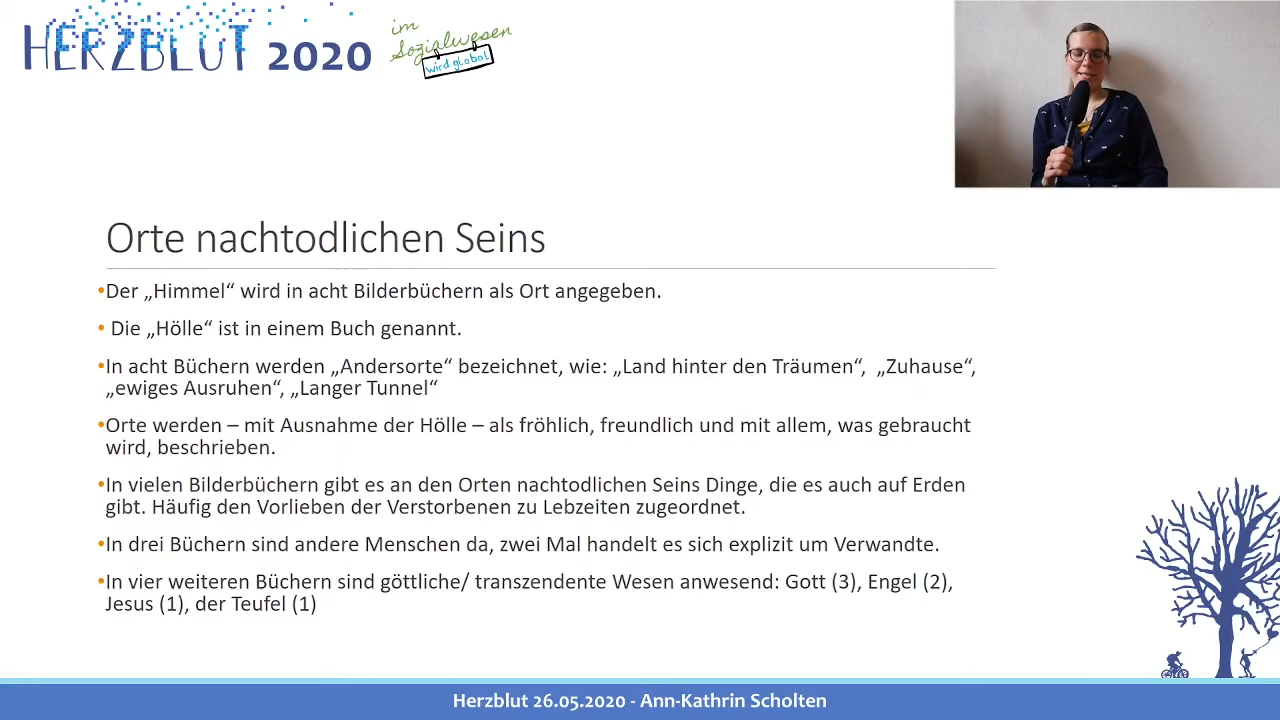 HERZBLUT 2020
im
Sozialwesen
wird global
Orte nachtodlichen Seins
•Der „Himmel“ wird in acht Bilderbüchern als Ort angegeben.
• Die „Hölle“ ist in einem Buch genannt.
•In acht Büchern werden „Andersorte“ bezeichnet, wie: „Land hinter den Träumen“, „Zuhause“,
„ewiges Ausruhen“, „Langer Tunnel“
•Orte werden – mit Ausnahme der Hölle – als fröhlich, freundlich und mit allem, was gebraucht
wird, beschrieben.
•In vielen Bilderbüchern gibt es an den Orten nachtodlichen Seins Dinge, die es auch auf Erden
gibt. Häufig den Vorlieben der Verstorbenen zu Lebzeiten zugeordnet.
•In drei Büchern sind andere Menschen da, zwei Mal handelt es sich explizit um Verwandte.
•In vier weiteren Büchern sind göttliche/ transzendente Wesen anwesend: Gott (3), Engel (2),
Jesus (1), der Teufel (1)
Herzblut 26.05.2020 - Ann-Kathrin Scholten